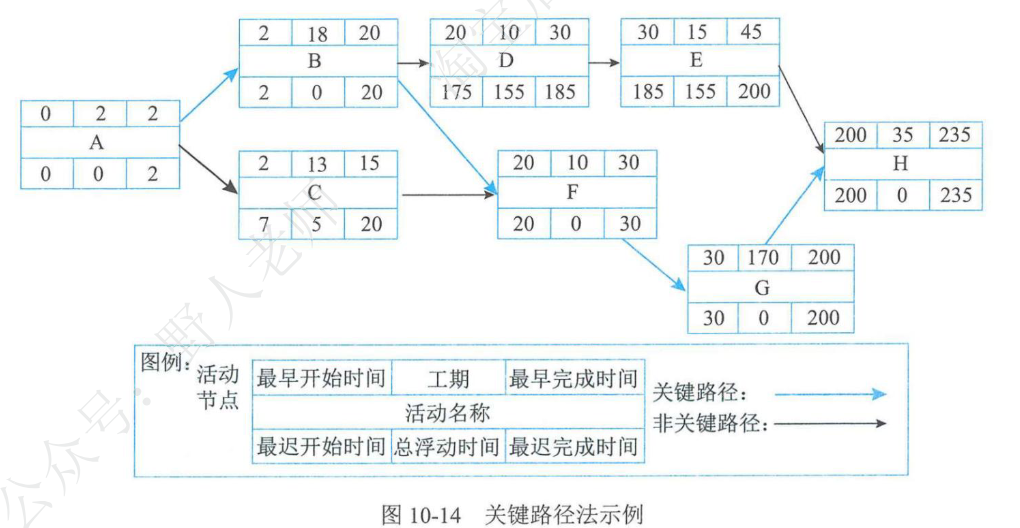 2 18 20
B
2 0 20
20 10 30
D
175 155 185
30 15 45
E
185 155 200
0 2 2
A
0 0 2
2 13 15
C
7 5 20
20 10 30
F
20 0 30
200 35 235
H
200 0 235
30 170 200
G
30 0 200
图例:
活动
节点
最早开始时间 工期 最早完成时间
活动名称
最迟开始时间 总浮动时间 最迟完成时间
关键路径:
非关键路径:
图 10-14 关键路径法示例
公众号:野人老师